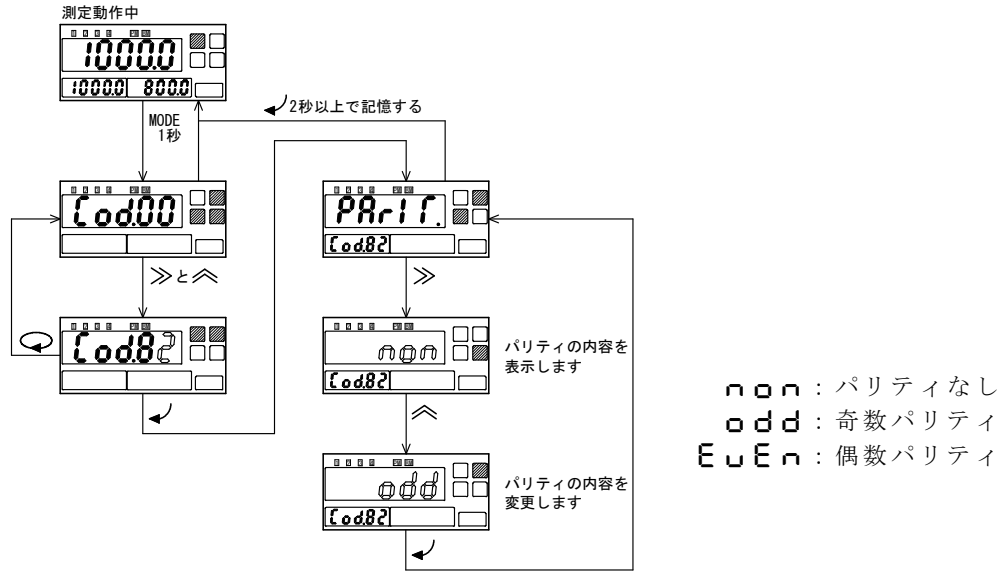 測定動作中
1000.0
1000.0 800.0
MODE
1秒
2秒以上で記憶する
Cod.00
≫と︽
Cod.82
PArIT.
Cod.82
≫
non
Cod.82
パリティの内容を
表示します
︽
odd
Cod.82
パリティの内容を
変更します
non：パリティなし
odd：奇数パリティ
EvEn：偶数パリティ